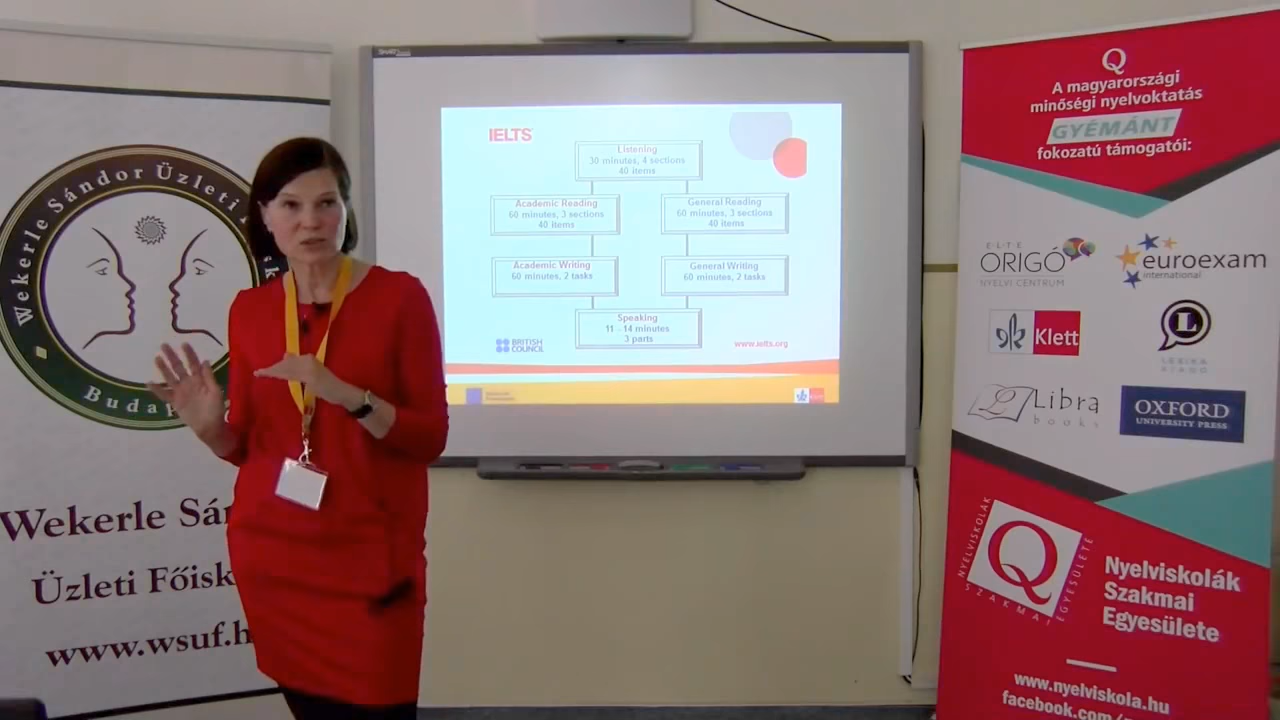 Wekerle Sándor Üzleti
Budap
Wekerle Sán
Üzleti Főisk
www.wsuf.h
IELTS
Listening
30 minutes, 4 sections
40 items
Academic Reading
60 minutes, 3 sections
40 items
General Reading
60 minutes, 3 sections
40 items
Academic Writing
60 minutes, 2 tasks
General Writing
60 minutes, 2 tasks
Speaking
11 - 14 minutes
3 parts
BRITISH
COUNCIL
www.ielts.org
Klett
Q
A magyarországi
minőségi nyelvoktatás
GYÉMÁNT
fokozatú támogatói:
ELTE
ORIGÓ
NYELVI CENTRUM
euroexam
international
Klett
L
LEXIKA
KIADÓ
Libra
books
OXFORD
UNIVERSITY PRESS
NYELVISKOLÁK
SZAKMAI
EGYESÜLETE
Q
Nyelviskolák
Szakmai
Egyesülete
www.nyelviskola.hu
facebook.com/